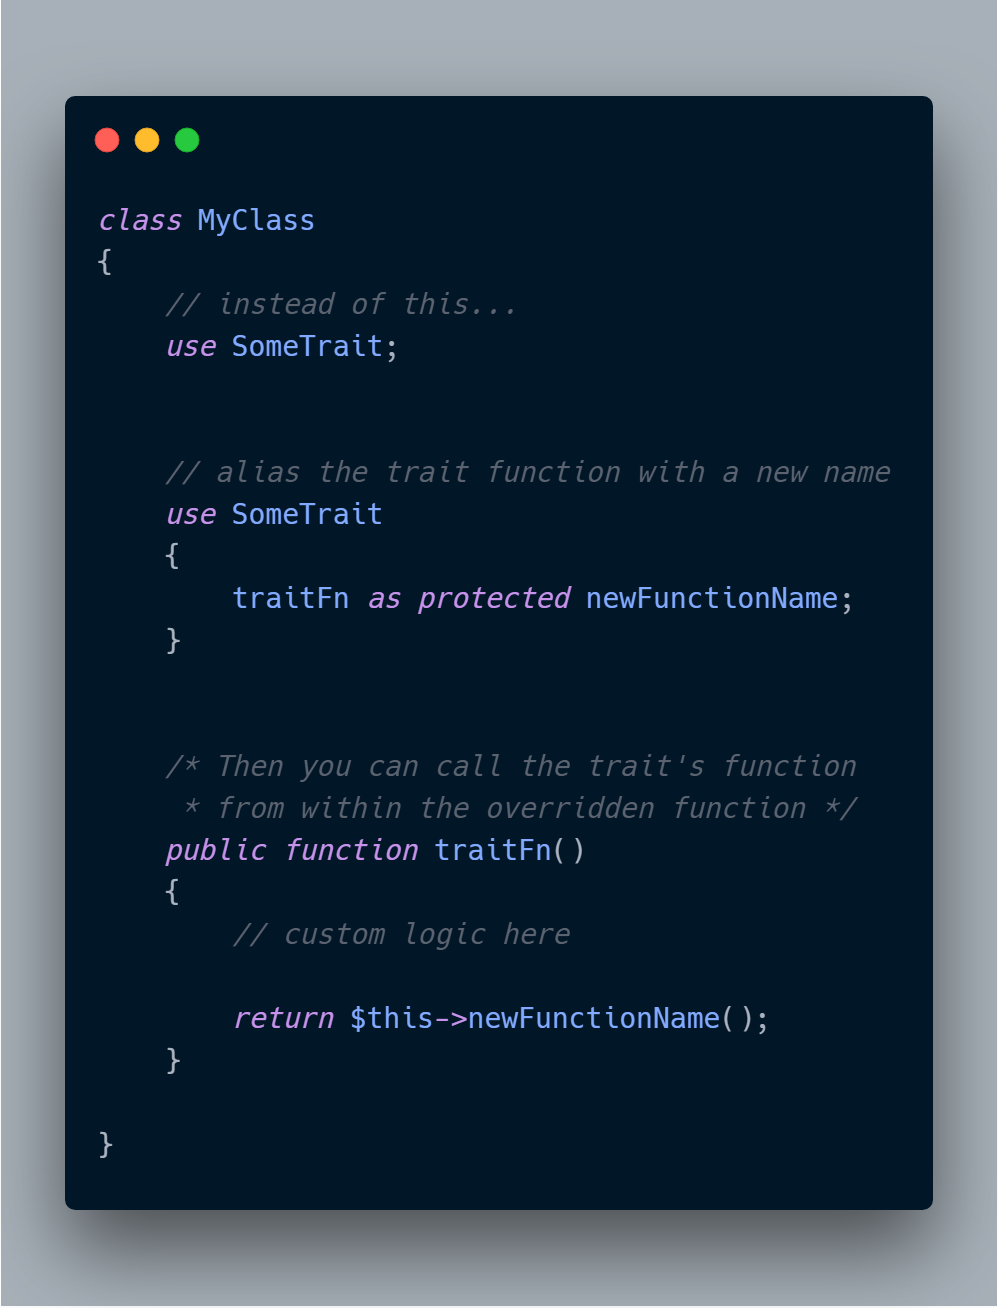 class MyClass
{
    // instead of this...
    use SomeTrait;


    // alias the trait function with a new name
    use SomeTrait
    {
        traitFn as protected newFunctionName;
    }


    /* Then you can call the trait's function
     * from within the overridden function */
    public function traitFn()
    {
        // custom logic here

        return $this->newFunctionName();
    }

}